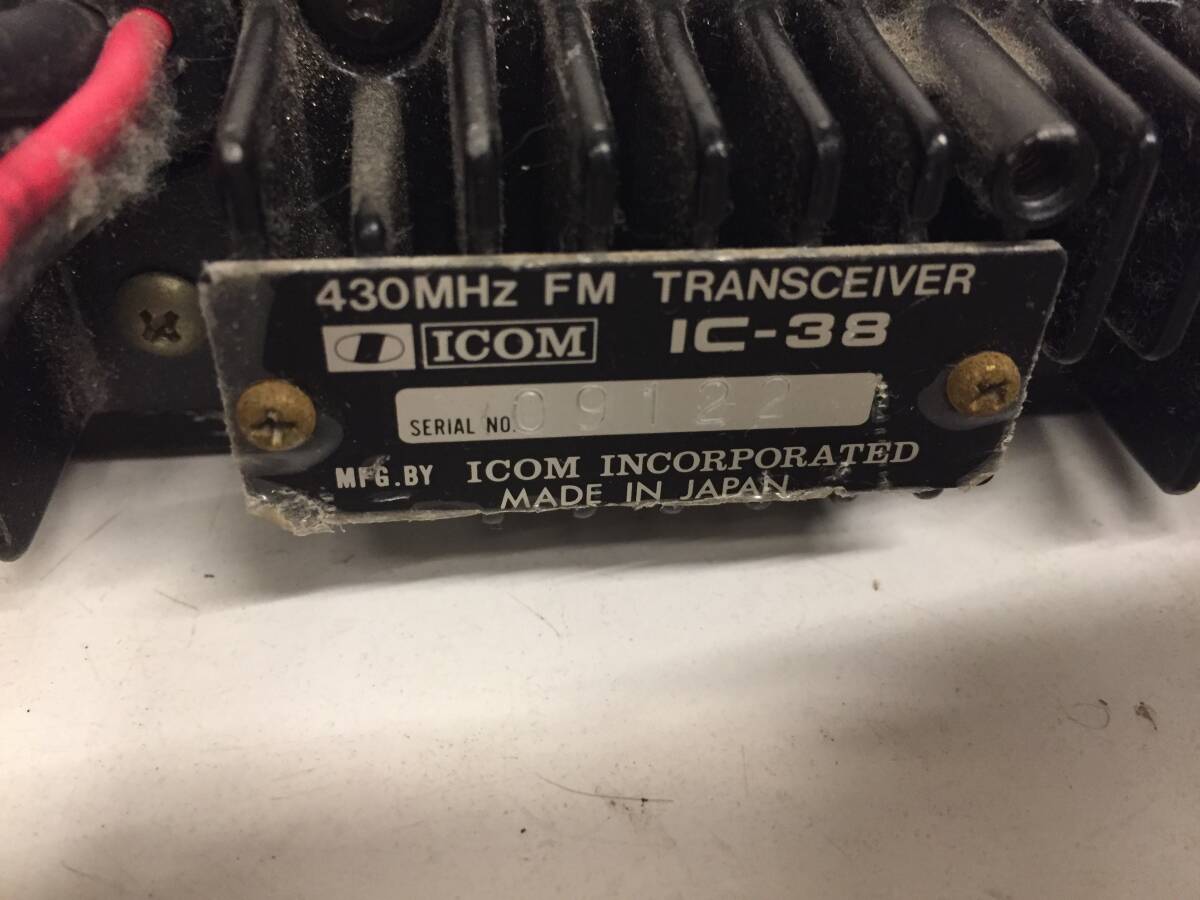 430MHz FM TRANSCEIVER
ICOM IC-38
SERIAL NO. 09122
MFG.BY ICOM INCORPORATED
MADE IN JAPAN